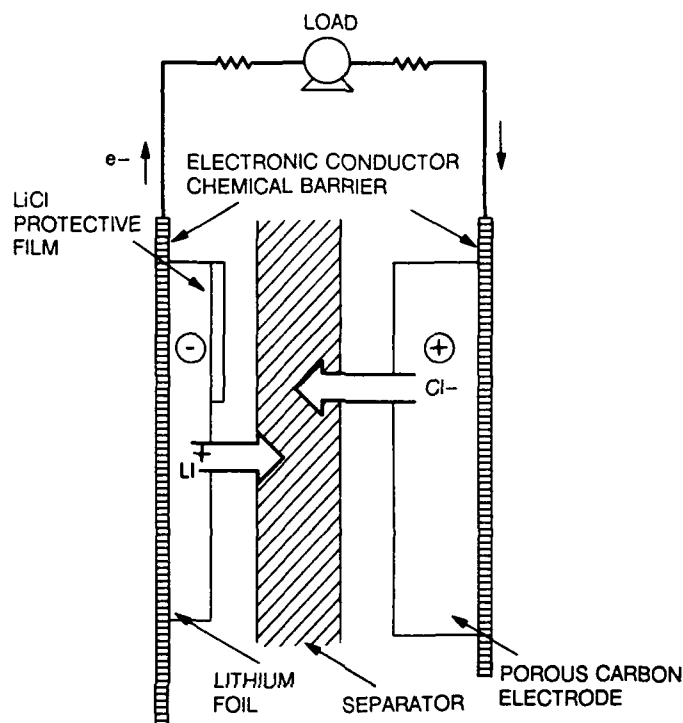 LOAD
e−
ELECTRONIC CONDUCTOR
CHEMICAL BARRIER
LiCl
PROTECTIVE
FILM
-
+
Cl−
LI+
LITHIUM
FOIL
SEPARATOR
POROUS CARBON
ELECTRODE